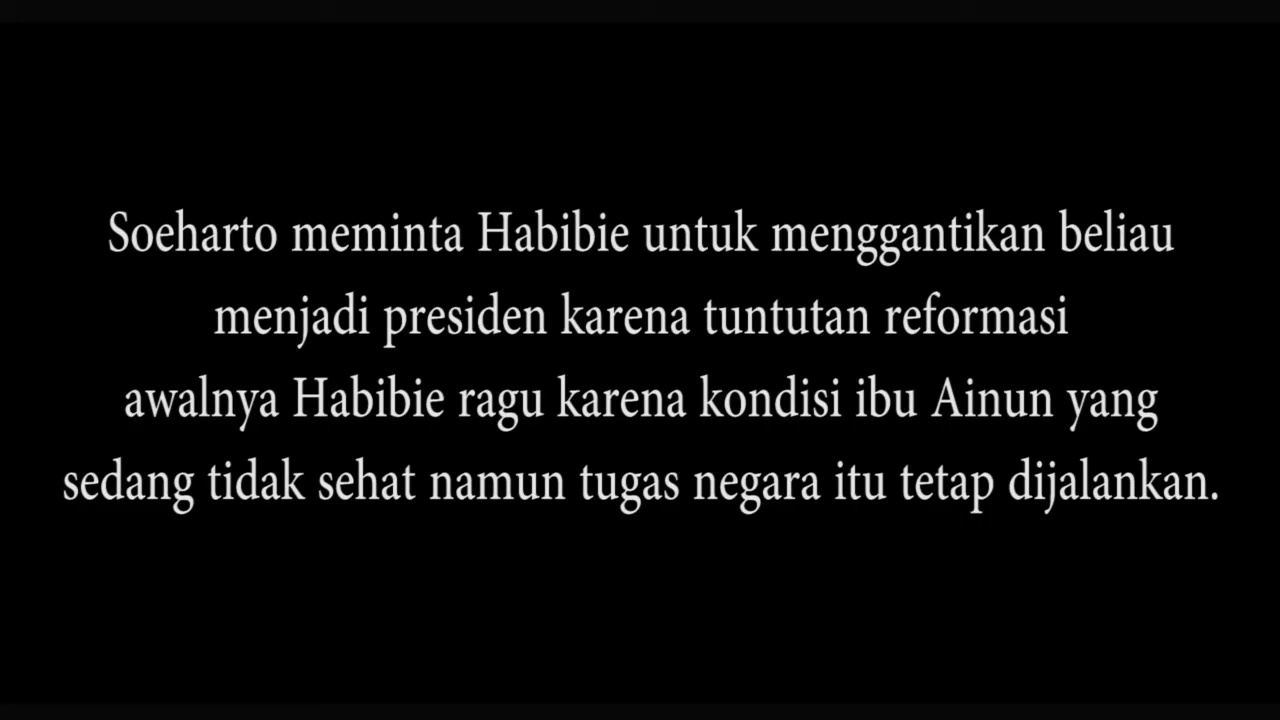 Soeharto meminta Habibie untuk menggantikan beliau
menjadi presiden karena tuntutan reformasi
awalnya Habibie ragu karena kondisi ibu Ainun yang
sedang tidak sehat namun tugas negara itu tetap dijalankan.